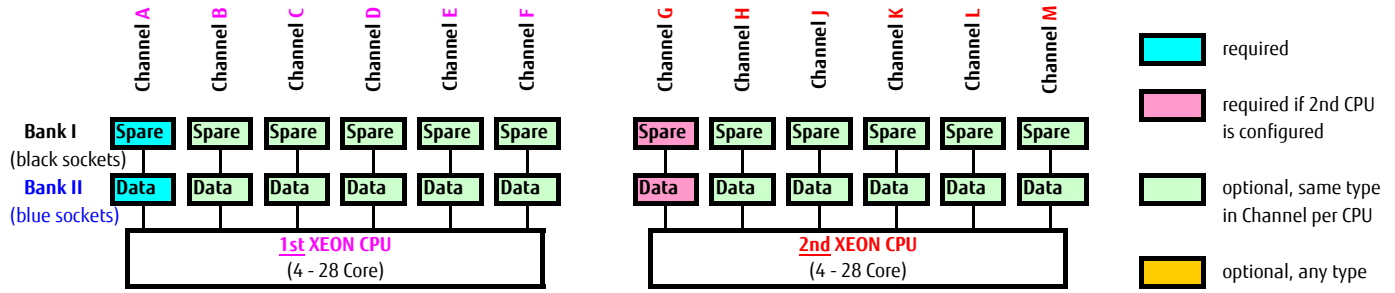 Channel A
Channel B
Channel C
Channel D
Channel E
Channel F
Channel G
Channel H
Channel J
Channel K
Channel L
Channel M
Bank I
(black sockets)
Spare Spare Spare Spare Spare Spare Spare Spare Spare Spare Spare Spare
Bank II
(blue sockets)
Data Data Data Data Data Data Data Data Data Data Data Data
1st XEON CPU
(4 - 28 Core)
2nd XEON CPU
(4 - 28 Core)
required
required if 2nd CPU
is configured
optional, same type
in Channel per CPU
optional, any type